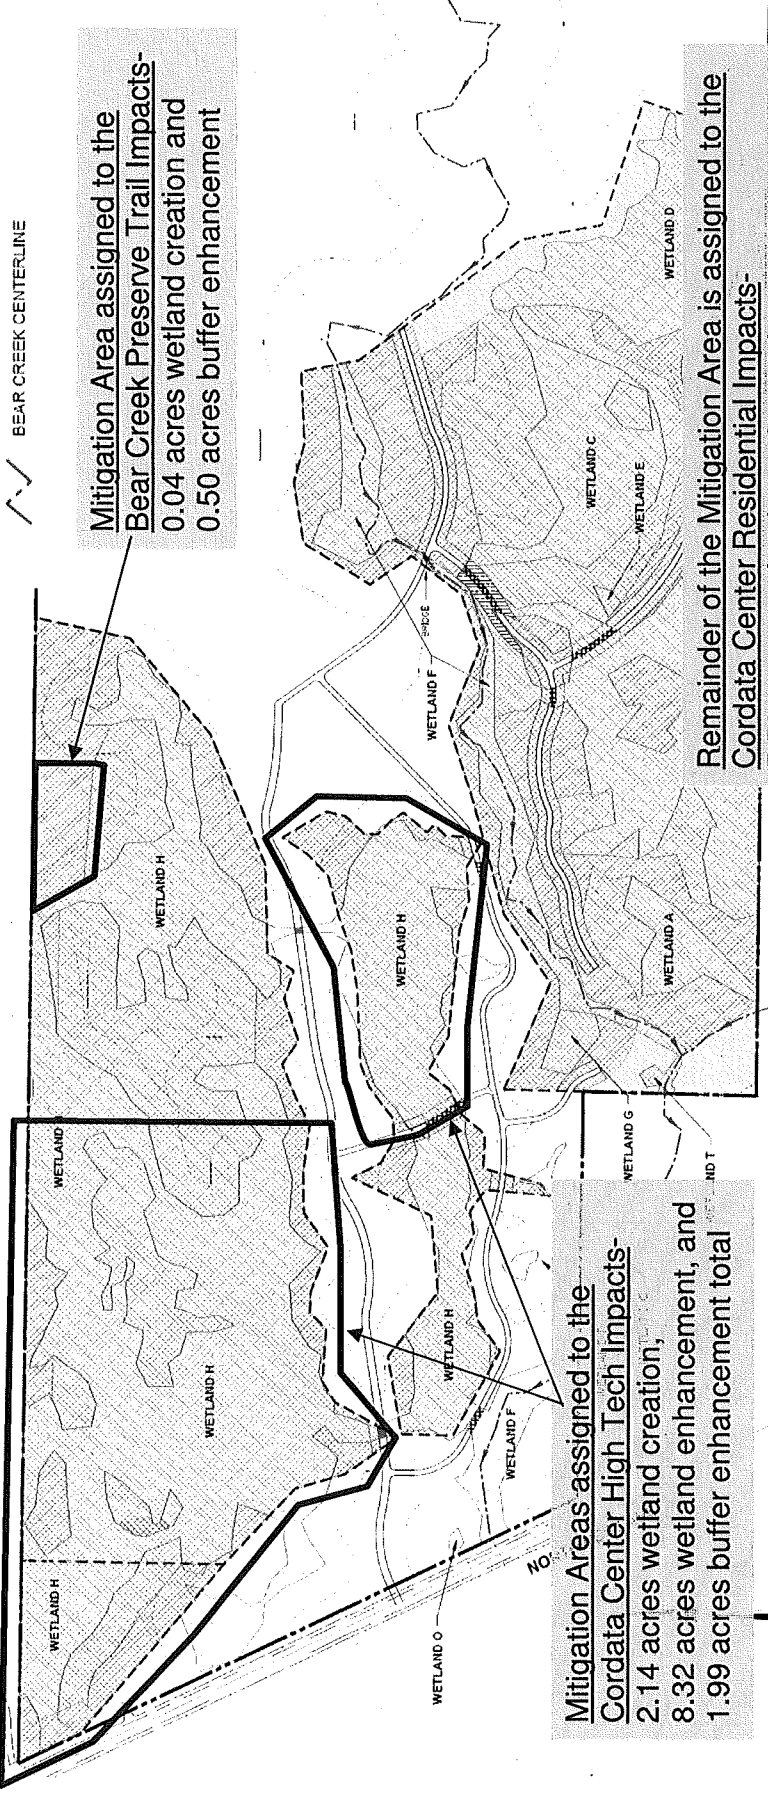 BEAR CREEK CENTERLINE
Mitigation Area assigned to the
Bear Creek Preserve Trail Impacts-
0.04 acres wetland creation and
0.50 acres buffer enhancement
WETLAND H
WETLAND H
WETLAND H
WETLAND H
WETLAND H
WETLAND H
WETLAND F
BRIDGE
WETLAND C
WETLAND E
WETLAND D
WETLAND A
WETLAND G
WETLAND F
WETLAND O
Mitigation Areas assigned to the
Cordata Center High Tech Impacts-
2.14 acres wetland creation,
8.32 acres wetland enhancement, and
1.99 acres buffer enhancement total
Remainder of the Mitigation Area is assigned to the
Cordata Center Residential Impacts-